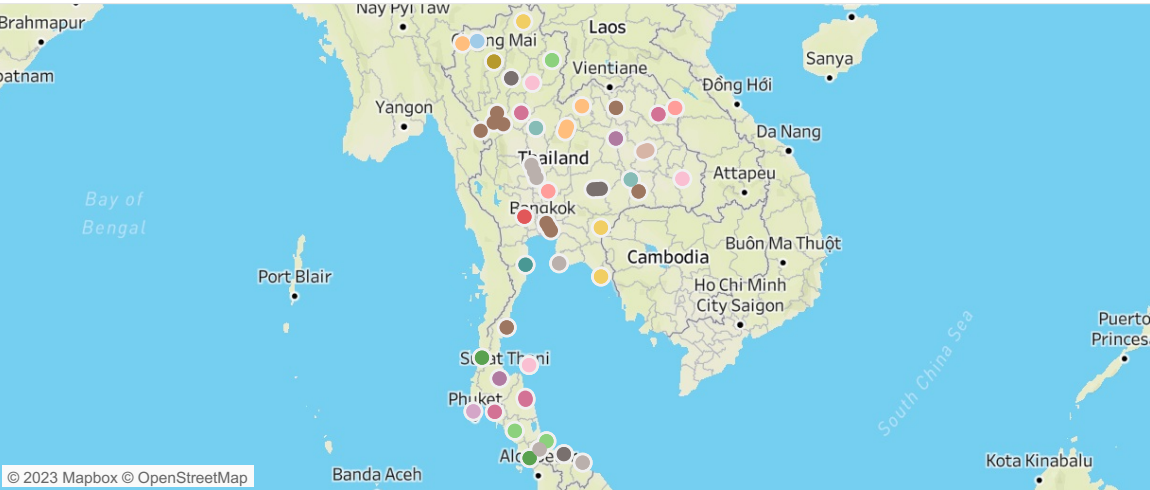 Nay Pyi Taw
Brahmapur
Laos
Mai
Sanya
patnam
Vientiane
Đồng Hới
Yangon
Da Nang
Thailand
Attapeu
Bay of
Bengal
Bangkok
Buôn Ma Thuột
Cambodia
Port Blair
Ho Chi Minh
City Saigon
South China Sea
Puerto
Princes
Phuket
Kota Kinabalu
Banda Aceh
© 2023 Mapbox © OpenStreetMap